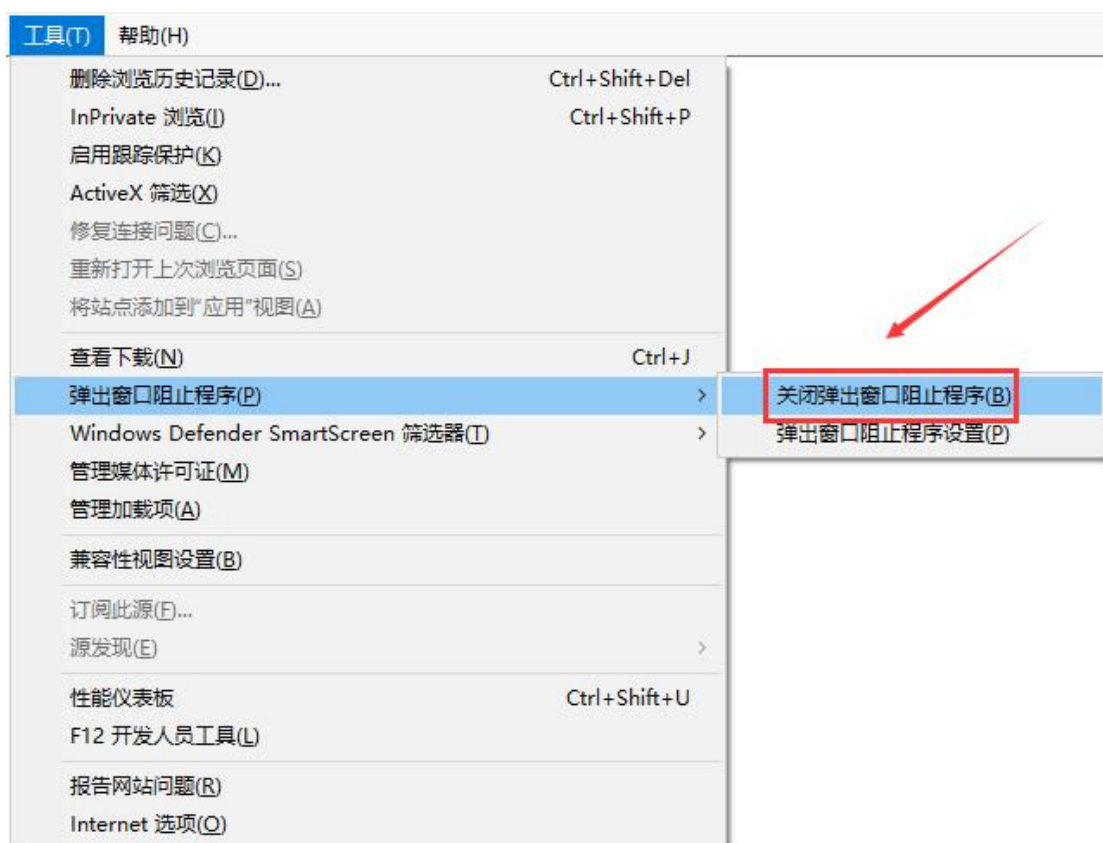 工具(T) 帮助(H)
删除浏览历史记录(D)... Ctrl+Shift+Del
InPrivate 浏览(I) Ctrl+Shift+P
启用跟踪保护(K)
ActiveX 筛选(X)
修复连接问题(C)...
重新打开上次浏览页面(S)
将站点添加到“应用”视图(A)
查看下载(N) Ctrl+J
弹出窗口阻止程序(P) >
关闭弹出窗口阻止程序(B)
Windows Defender SmartScreen 筛选器(T) >
弹出窗口阻止程序设置(P)
管理媒体许可证(M)
管理加载项(A)
兼容性视图设置(B)
订阅此源(F)...
源发现(E) >
性能仪表板 Ctrl+Shift+U
F12 开发人员工具(L)
报告网站问题(R)
Internet 选项(O)